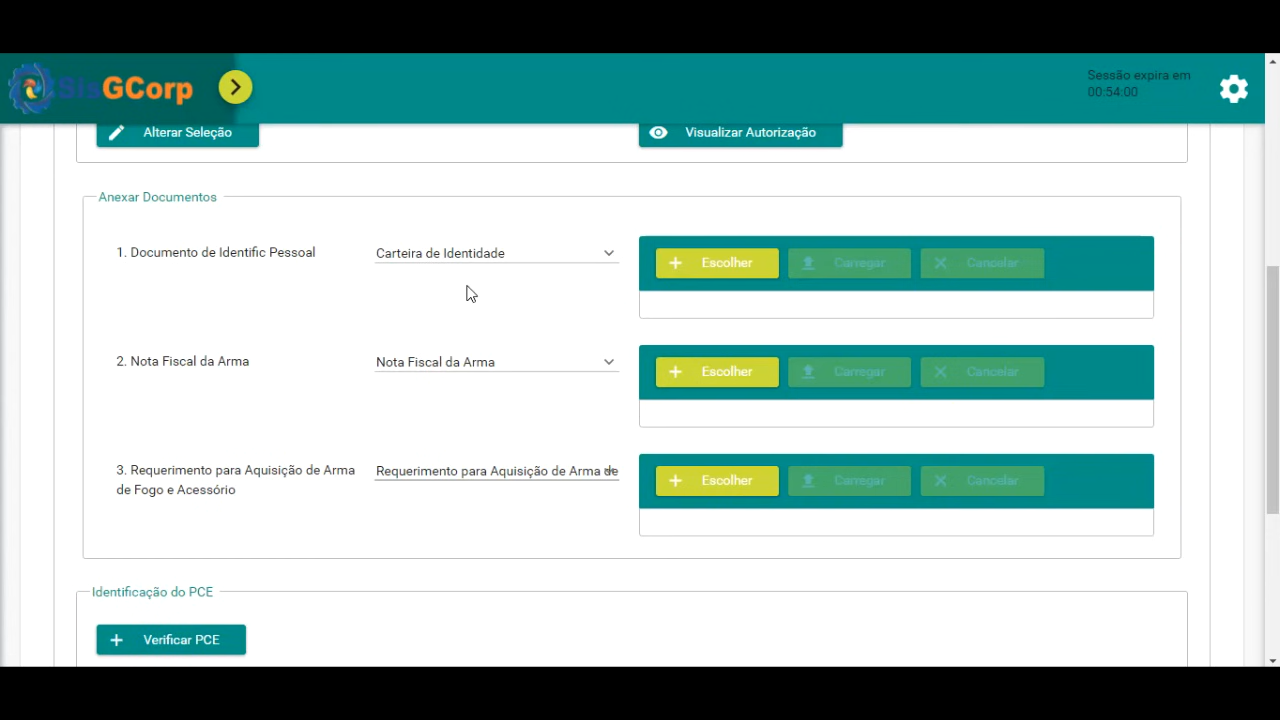 SisGCorp
Sessão expira em
00:54:00
Alterar Seleção
Visualizar Autorização
Anexar Documentos
1. Documento de Identific Pessoal
Carteira de Identidade
Escolher
Carregar
Cancelar
2. Nota Fiscal da Arma
Nota Fiscal da Arma
Escolher
Carregar
Cancelar
3. Requerimento para Aquisição de Arma
de Fogo e Acessório
Requerimento para Aquisição de Arma de
Escolher
Carregar
Cancelar
Identificação do PCE
Verificar PCE